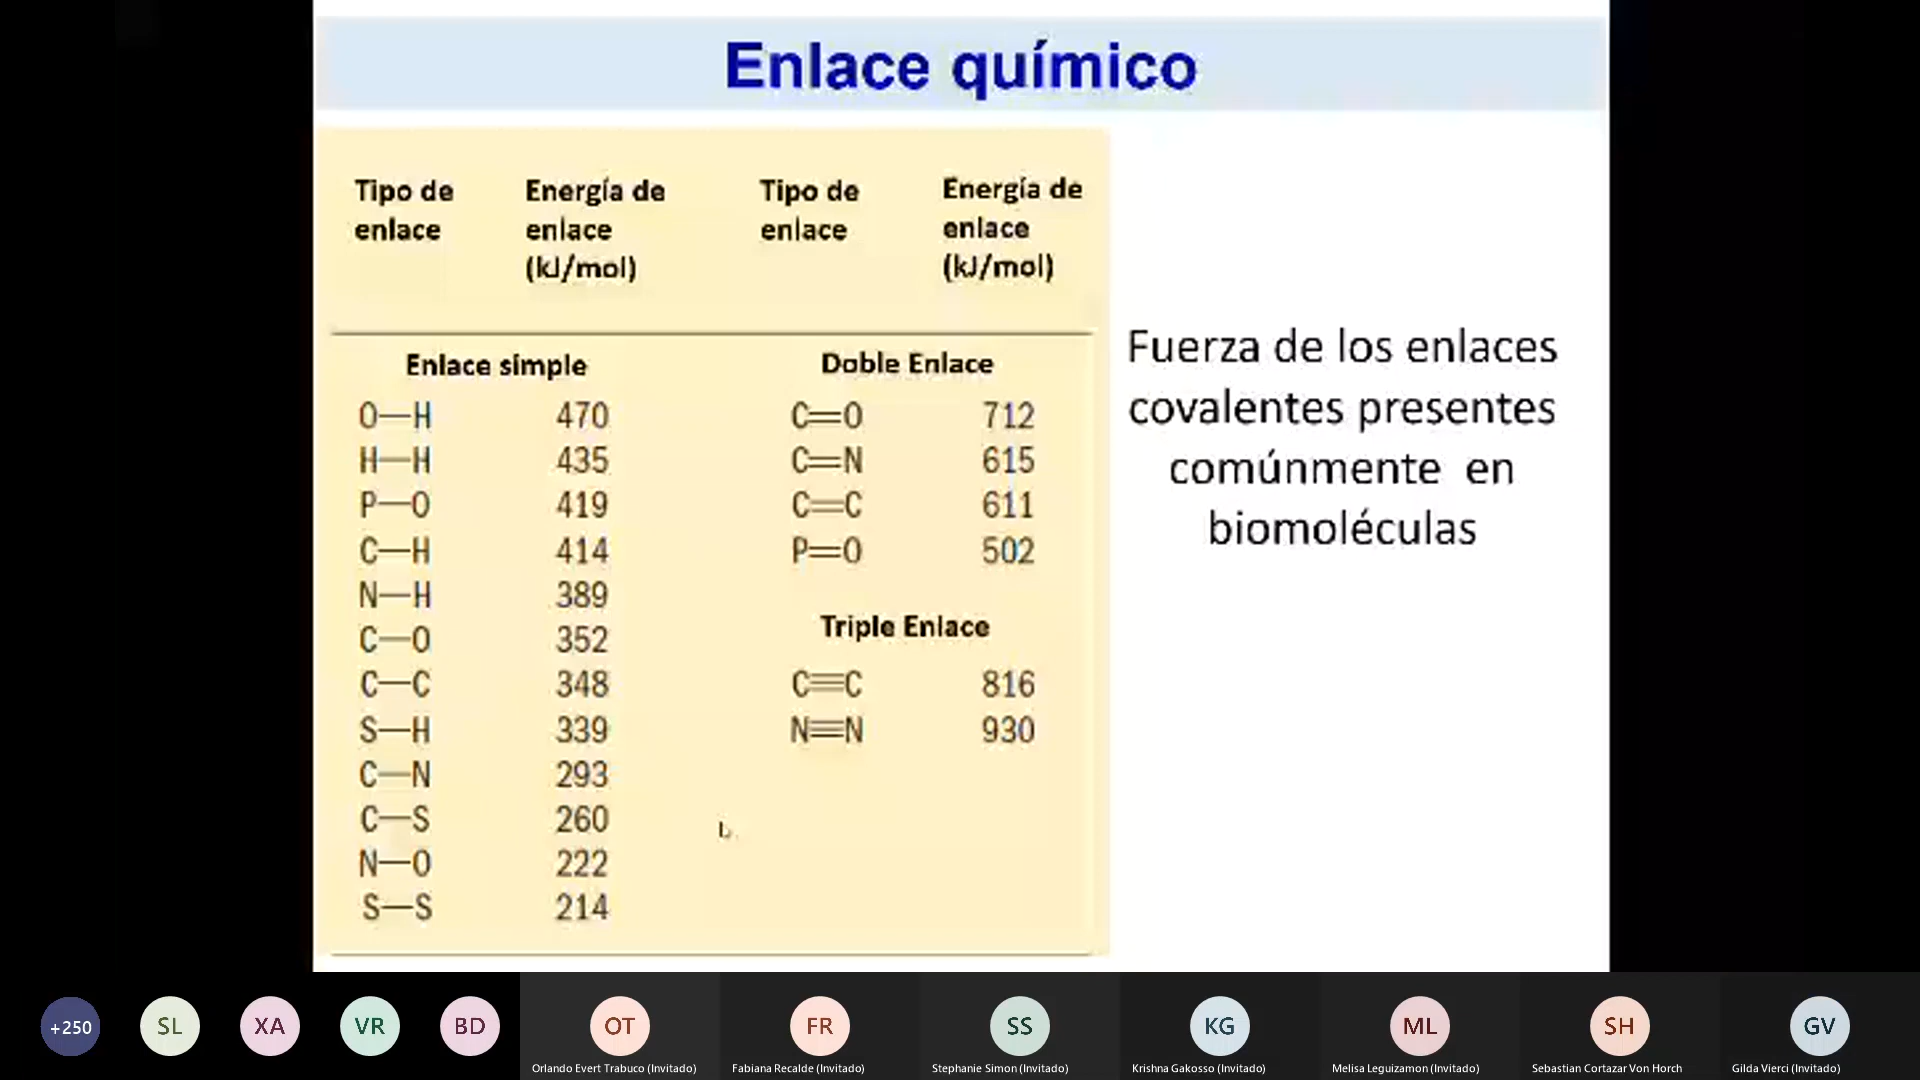 Enlace químico
Tipo de enlace
Energía de enlace (kJ/mol)
Tipo de enlace
Energía de enlace (kJ/mol)
Enlace simple
O—H 470
H—H 435
P—O 419
C—H 414
N—H 389
C—O 352
C—C 348
S—H 339
C—N 293
C—S 260
N—O 222
S—S 214
Doble Enlace
C=O 712
C=N 615
C=C 611
P=O 502
Triple Enlace
C≡C 816
N≡N 930
Fuerza de los enlaces
covalentes presentes
comúnmente en
biomoléculas
+250
SL
XA
VR
BD
OT
Orlando Evert Trabuco (Invitado)
FR
Fabiana Recalde (Invitado)
SS
Stephanie Simon (Invitado)
KG
Krishna Gakosso (Invitado)
ML
Melisa Leguizamon (Invitado)
SH
Sebastian Cortazar Von Horch
GV
Gilda Vierci (Invitado)